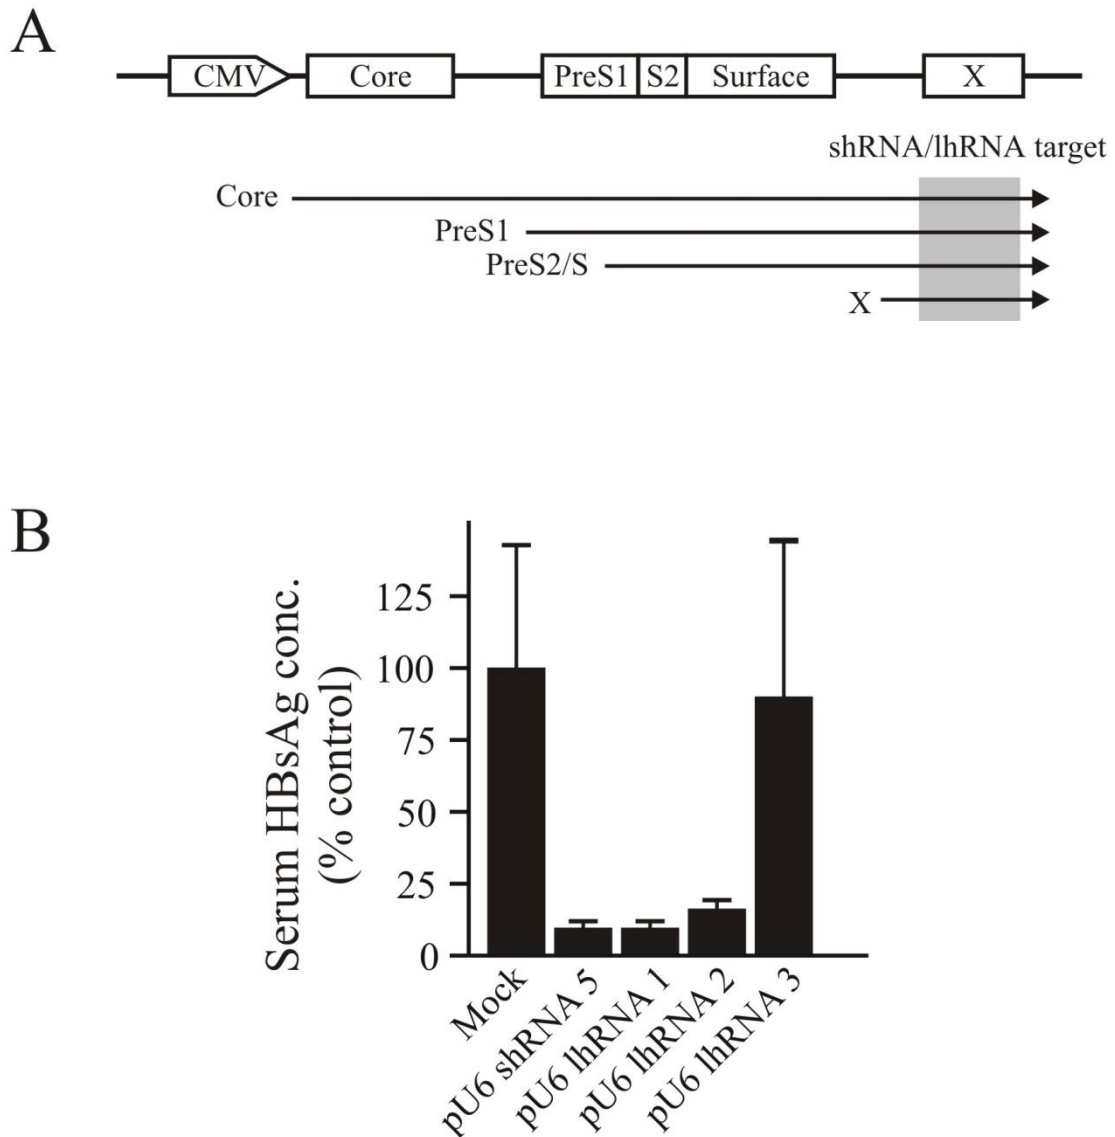 A
CMV Core PreS1 S2 Surface X
shRNA/lhRNA target
Core
PreS1
PreS2/S
X
B
Serum HBsAg conc.
(% control)
125
100
75
50
25
0
Mock
pU6 shRNA 5
pU6 lhRNA 1
pU6 lhRNA 2
pU6 lhRNA 3